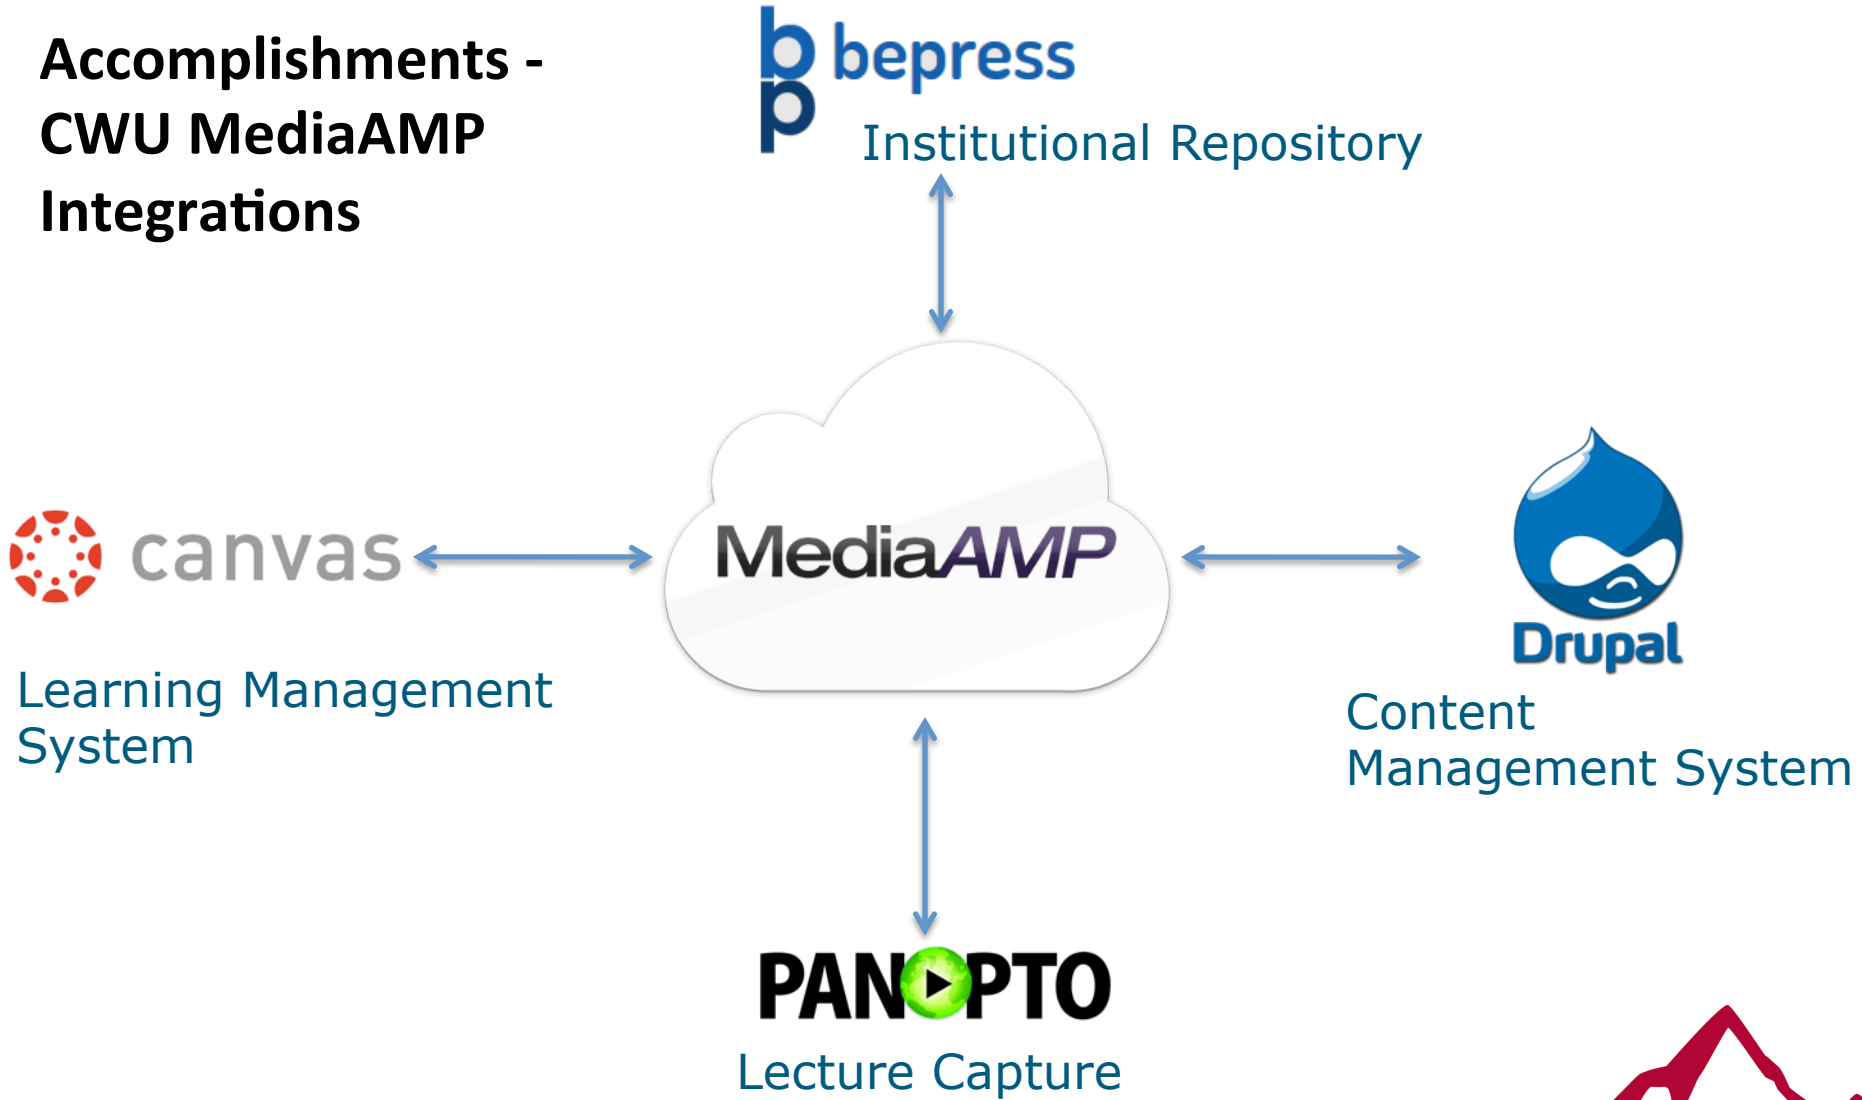 Accomplishments -
CWU MediaAMP
Integrations
bp bepress
Institutional Repository
canvas
MediaAMP
Drupal
Learning Management
System
Content
Management System
PANOPTO
Lecture Capture